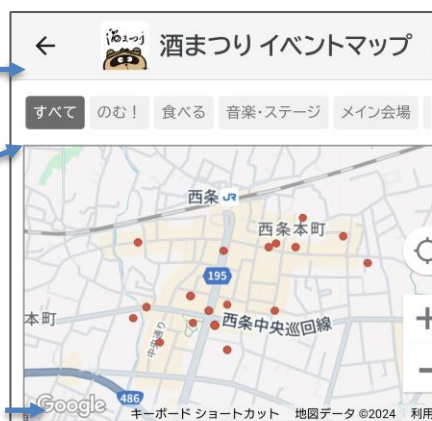 酒まつり
酒まつり イベントマップ
すべて
のむ！
食べる
音楽・ステージ
メイン会場
西条 JR
西条本町
195
本町
西条中央巡回線
中央通り
486
Google
キーボード ショートカット
地図データ ©2024
利用